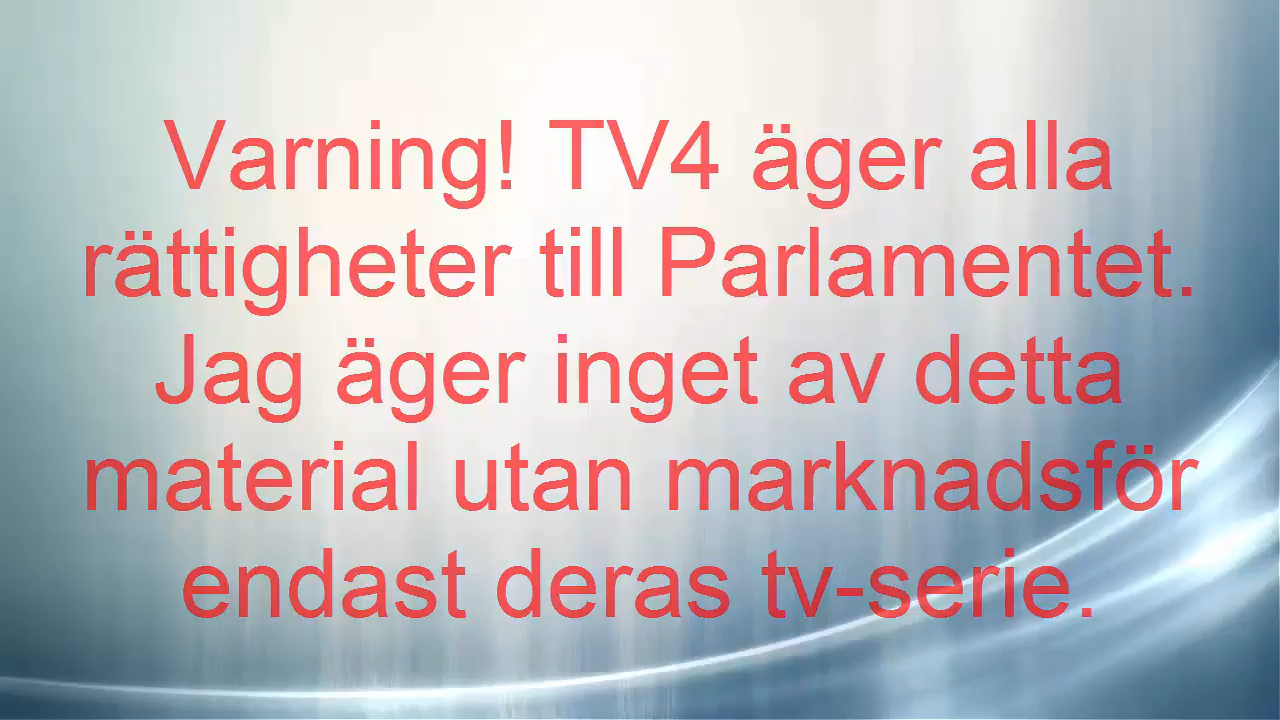 Varning! TV4 äger alla
rättigheter till Parlamentet.
Jag äger inget av detta
material utan marknadsför
endast deras tv-serie.